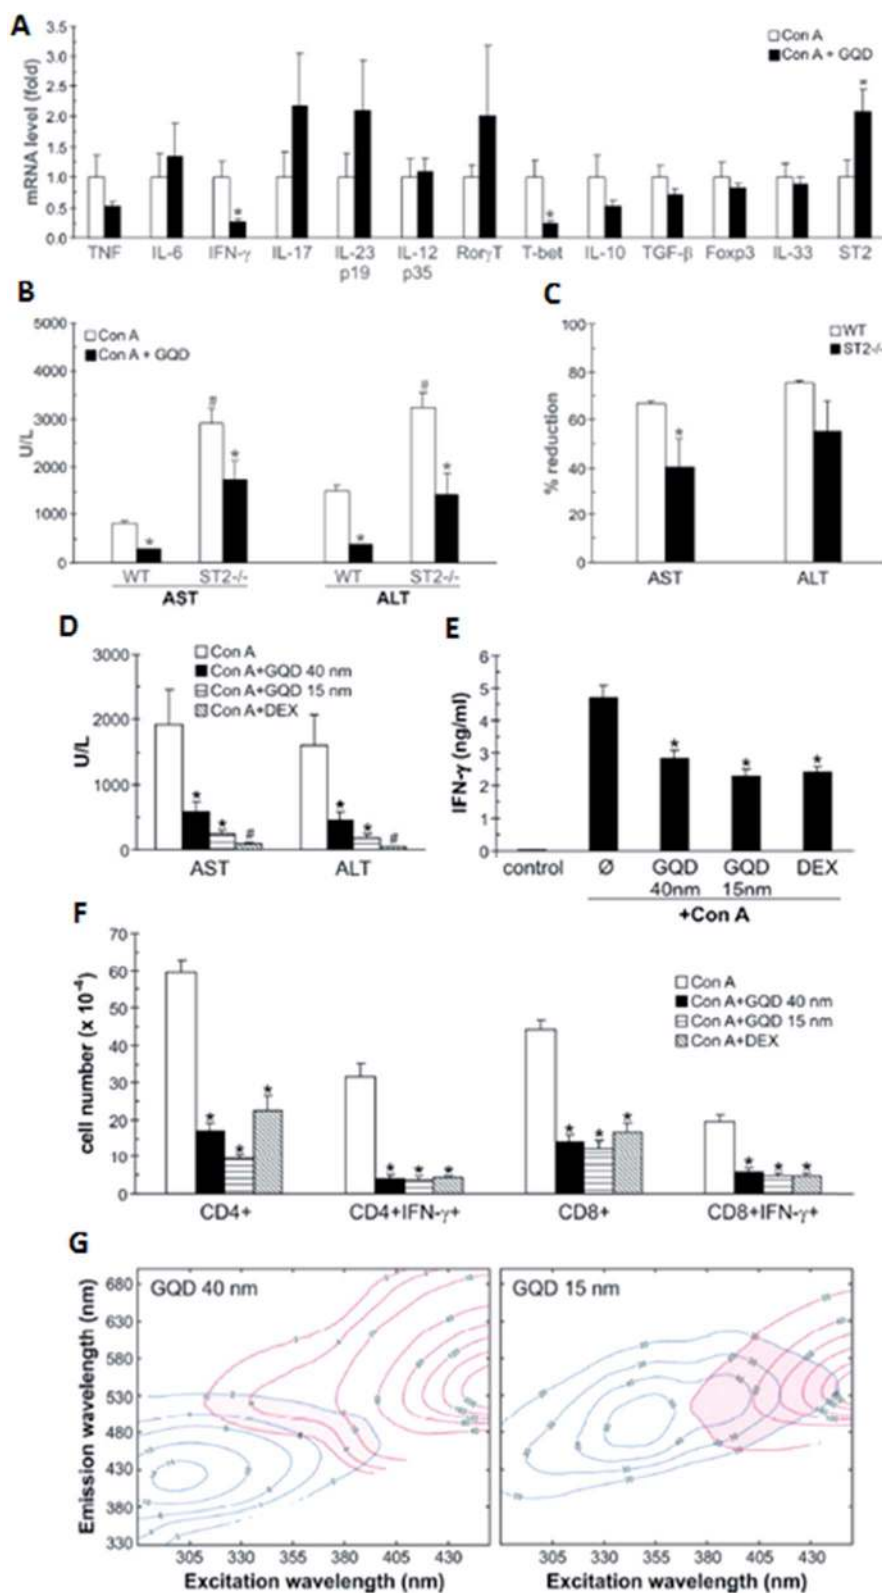 A
3.5
3.0
2.5
2.0
1.5
1.0
0.5
0.0
mRNA level (fold)
Con A
Con A + GQD
* * *
TNF IL-6 IFN-γ IL-17 IL-23 p19 IL-12 p35 RorγT T-bet IL-10 TGF-β Foxp3 IL-33 ST2
B
5000
4000
3000
2000
1000
0
U/L
Con A
Con A + GQD
* # * * # *
WT ST2-/- WT ST2-/-
AST ALT
C
100
80
60
40
20
0
% reduction
WT
ST2-/-
*
AST ALT
D
3000
2000
1000
0
U/L
Con A
Con A+GQD 40 nm
Con A+GQD 15 nm
Con A+DEX
* * # * * #
AST ALT
E
6
5
4
3
2
1
0
IFN-γ (ng/ml)
* * *
control Ø GQD 40nm GQD 15nm DEX
+Con A
F
70
60
50
40
30
20
10
0
cell number (x 10⁻⁴)
Con A
Con A+GQD 40 nm
Con A+GQD 15 nm
Con A+DEX
* * * * * * * * * * * *
CD4+ CD4+IFN-γ+ CD8+ CD8+IFN-γ+
G
GQD 40 nm
GQD 15 nm
680
630
580
530
480
430
380
330
Emission wavelength (nm)
305 330 355 380 405 430
305 330 355 380 405 430
Excitation wavelength (nm) Excitation wavelength (nm)